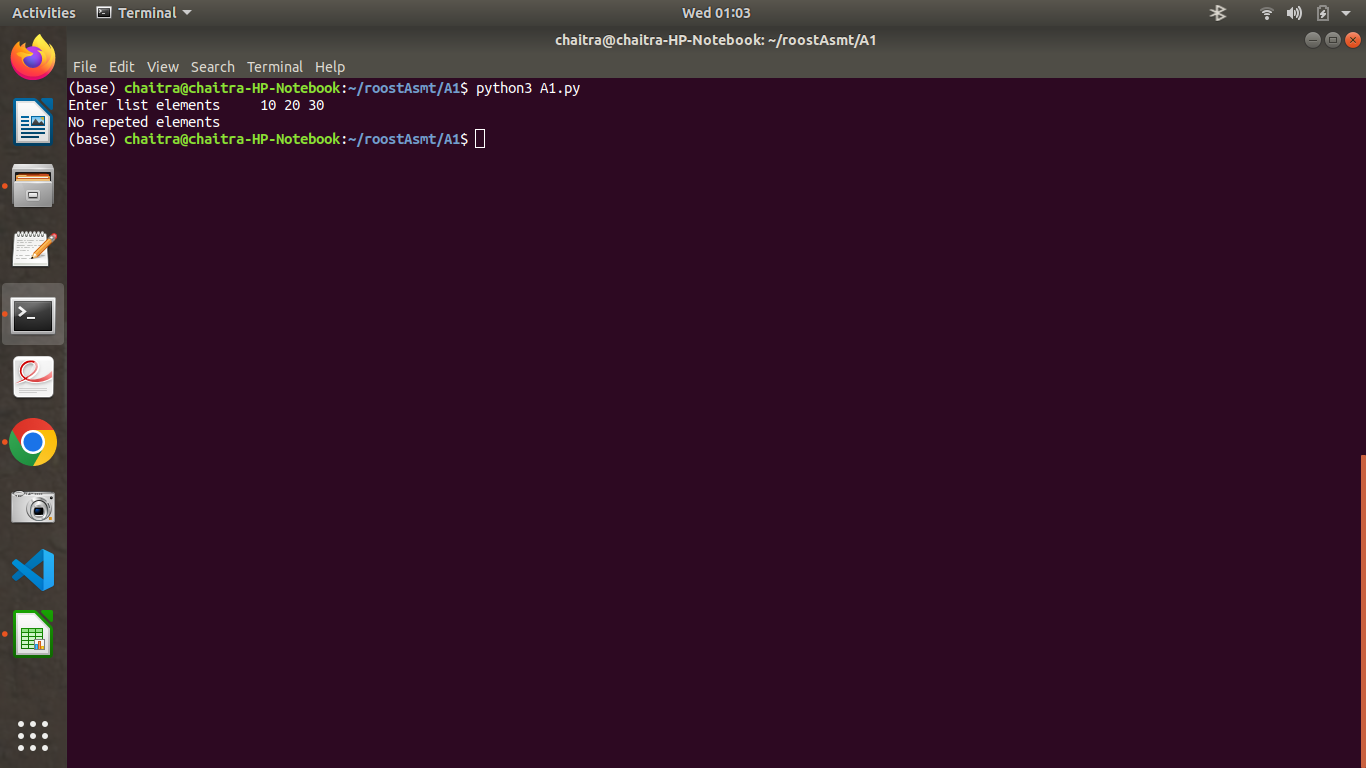 Activities Terminal Wed 01:03
chaitra@chaitra-HP-Notebook: ~/roostAsmt/A1
File Edit View Search Terminal Help
(base) chaitra@chaitra-HP-Notebook:~/roostAsmt/A1$ python3 A1.py
Enter list elements     10 20 30
No repeted elements
(base) chaitra@chaitra-HP-Notebook:~/roostAsmt/A1$